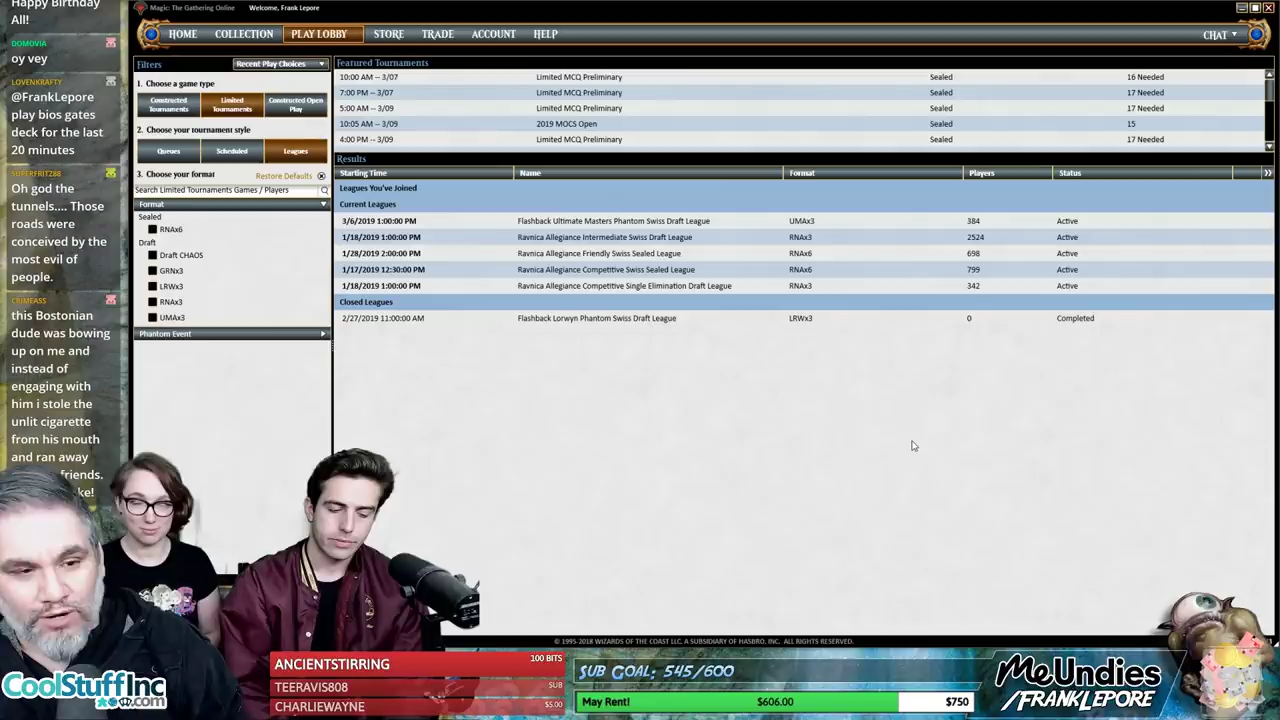 Happy Birthday
All!
DOMOVIA
oy vey
LOVENKRAFTY
@FrankLepore
play bios gates
deck for the last
20 minutes
SUPERFRITZ88
Oh god the
tunnels.... Those
roads were
conceived by the
most evil of
people.
CRIMEASS
this Bostonian
dude was bowing
up on me and
instead of
engaging with
him i stole the
unlit cigarette
from his mouth
and ran away
friends.
ke!
Magic: The Gathering Online
Welcome, Frank Lepore
HOME COLLECTION PLAY LOBBY STORE TRADE ACCOUNT HELP
CHAT
Filters
Recent Play Choices
1. Choose a game type
Constructed Tournaments
Limited Tournaments
Constructed Open Play
2. Choose your tournament style
Queues Scheduled Leagues
3. Choose your format
Restore Defaults
Search Limited Tournaments Games / Players
Format
Sealed
RNAx6
Draft
Draft CHAOS
GRNx3
LRWx3
RNAx3
UMAx3
Phantom Event
Featured Tournaments
10:00 AM -- 3/07 Limited MCQ Preliminary Sealed 16 Needed
7:00 PM -- 3/07 Limited MCQ Preliminary Sealed 17 Needed
5:00 AM -- 3/09 Limited MCQ Preliminary Sealed 17 Needed
10:05 AM -- 3/09 2019 MOCS Open Sealed 15
4:00 PM -- 3/09 Limited MCQ Preliminary Sealed 17 Needed
Results
Starting Time Name Format Players Status
Leagues You've Joined
Current Leagues
3/6/2019 1:00:00 PM Flashback Ultimate Masters Phantom Swiss Draft League UMAx3 384 Active
1/18/2019 1:00:00 PM Ravnica Allegiance Intermediate Swiss Draft League RNAx3 2524 Active
1/28/2019 2:00:00 PM Ravnica Allegiance Friendly Swiss Sealed League RNAx6 698 Active
1/17/2019 12:30:00 PM Ravnica Allegiance Competitive Swiss Sealed League RNAx6 799 Active
1/18/2019 1:00:00 PM Ravnica Allegiance Competitive Single Elimination Draft League RNAx3 342 Active
Closed Leagues
2/27/2019 11:00:00 AM Flashback Lorwyn Phantom Swiss Draft League LRWx3 0 Completed
© 1995-2018 WIZARDS OF THE COAST LLC, A SUBSIDIARY OF HASBRO, INC. ALL RIGHTS RESERVED.
CoolStuffInc
.com
ANCIENTSTIRRING 100 BITS
TEERAVIS808 SUB
CHARLIEWAYNE $5.00
SUB GOAL: 545/600
May Rent! $606.00 $750
MeUndies
/FRANKLEPORE